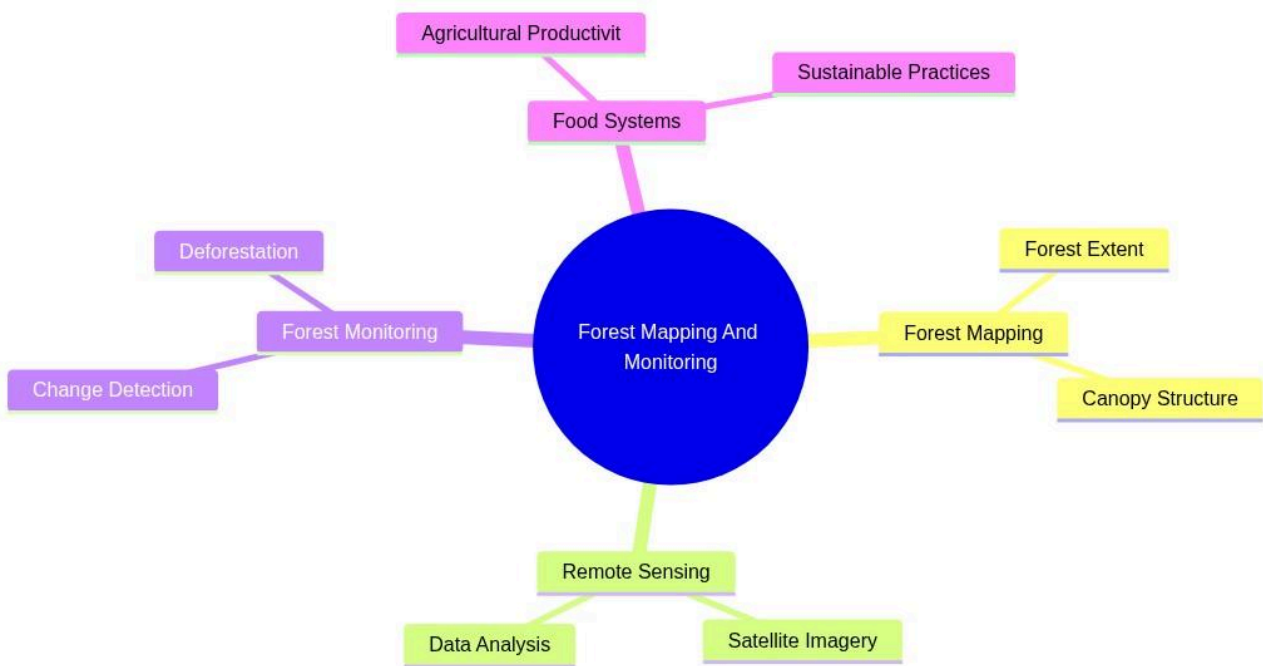 Agricultural Productivit
Sustainable Practices
Food Systems
Deforestation
Forest Extent
Forest Monitoring
Forest Mapping And
Monitoring
Forest Mapping
Change Detection
Canopy Structure
Remote Sensing
Data Analysis
Satellite Imagery